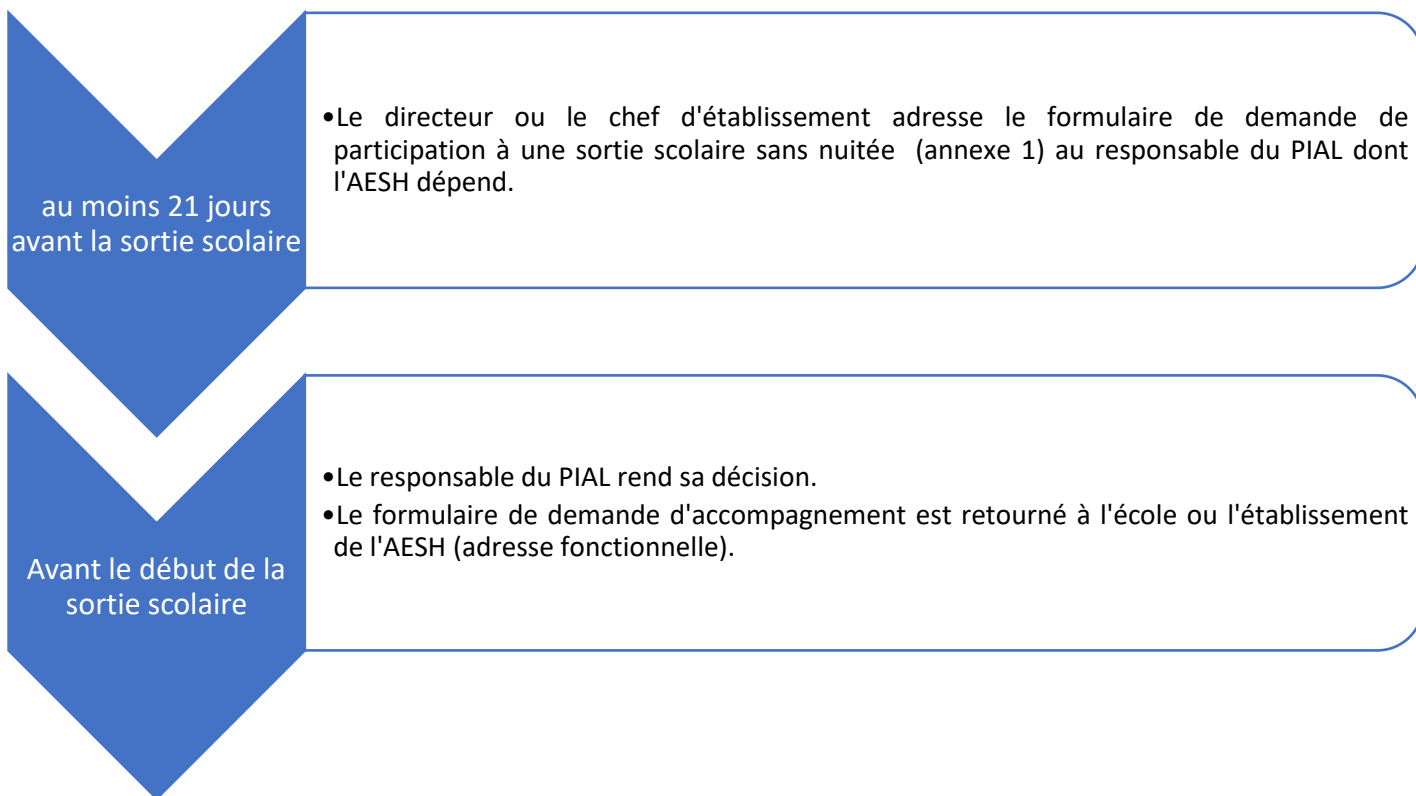 au moins 21 jours
avant la sortie scolaire
•Le directeur ou le chef d'établissement adresse le formulaire de demande de
participation à une sortie scolaire sans nuitée (annexe 1) au responsable du PIAL dont
l'AESH dépend.
Avant le début de la
sortie scolaire
•Le responsable du PIAL rend sa décision.
•Le formulaire de demande d'accompagnement est retourné à l'école ou l'établissement
de l'AESH (adresse fonctionnelle).